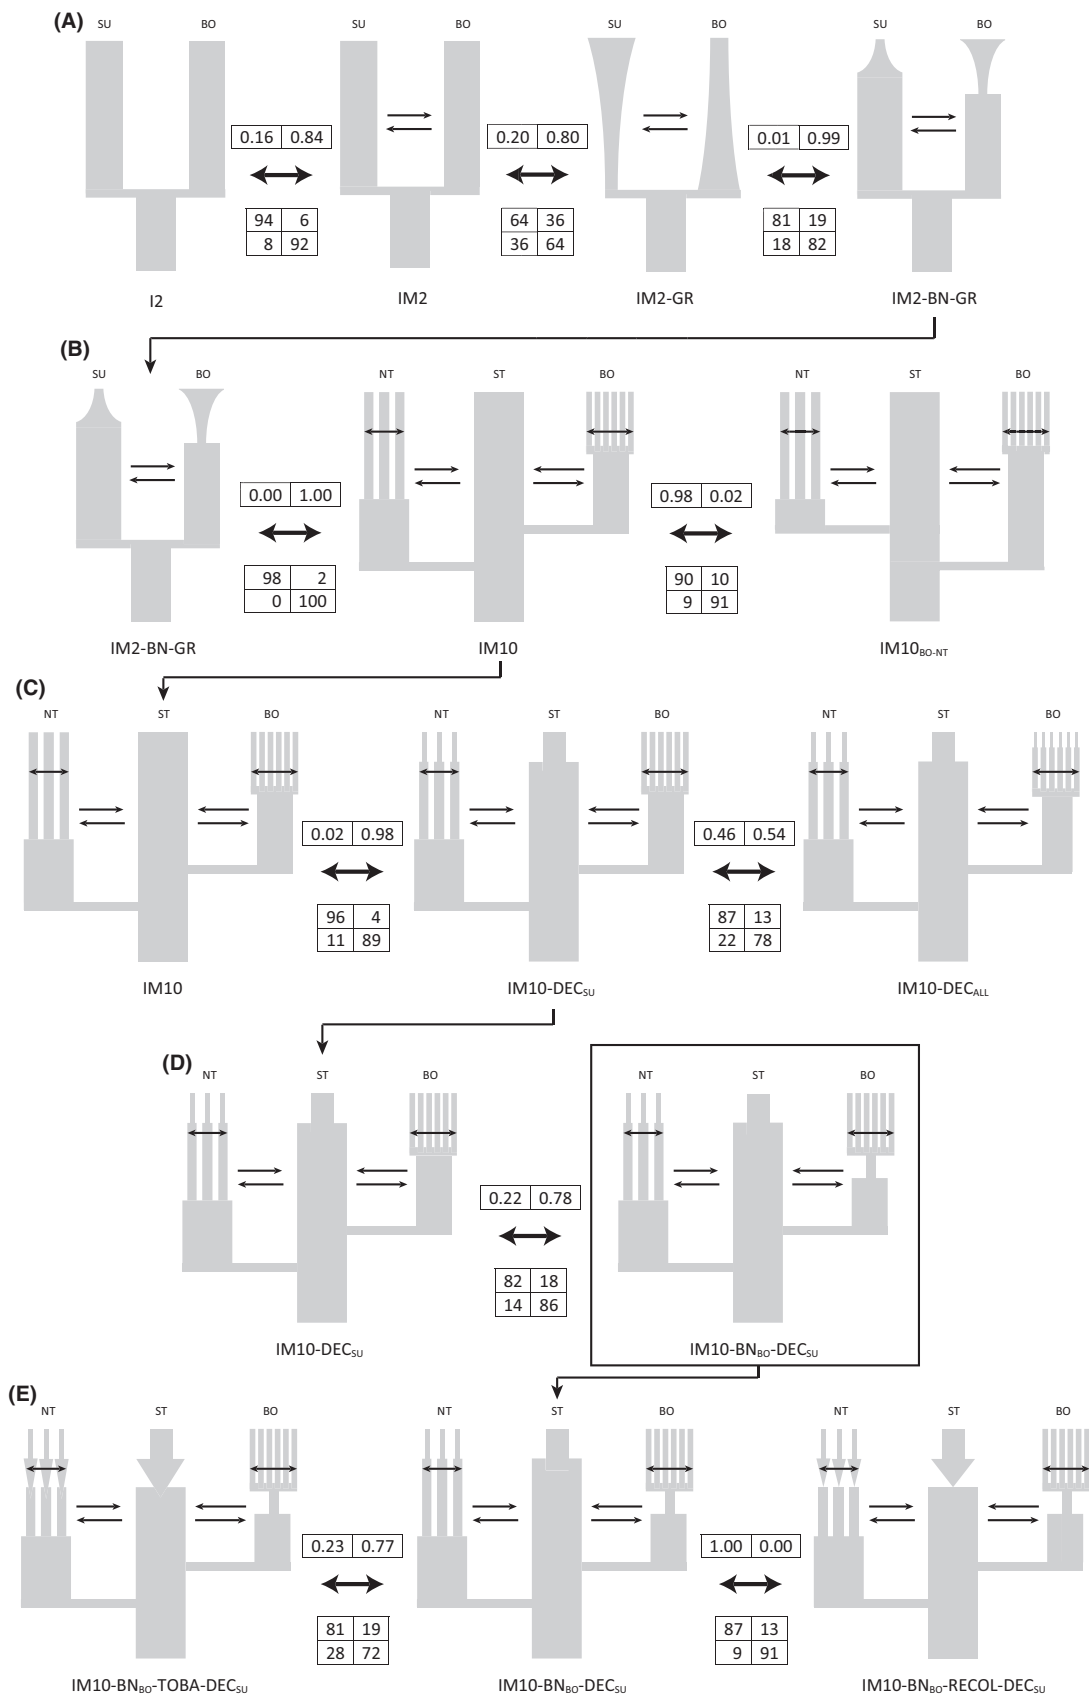 (A)
SU BO SU BO SU BO SU BO
0.16 0.84 0.20 0.80 0.01 0.99
94 6 64 36 81 19
8 92 36 64 18 82
I2 IM2 IM2-GR IM2-BN-GR
(B)
SU BO NT ST BO NT ST BO
0.00 1.00 0.98 0.02
98 2 90 10
0 100 9 91
IM2-BN-GR IM10 IM10BO-NT
(C)
NT ST BO NT ST BO NT ST BO
0.02 0.98 0.46 0.54
96 4 87 13
11 89 22 78
IM10 IM10-DECSU IM10-DECALL
(D)
NT ST BO NT ST BO
0.22 0.78
82 18
14 86
IM10-DECSU IM10-BNBO-DECSU
(E)
NT ST BO NT ST BO NT ST BO
0.23 0.77 1.00 0.00
81 19 87 13
28 72 9 91
IM10-BNBO-TOBA-DECSU IM10-BNBO-DECSU IM10-BNBO-RECOL-DECSU